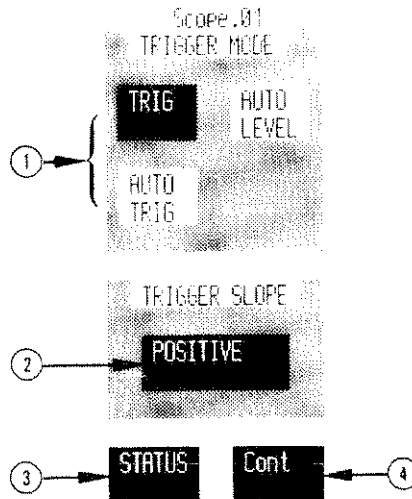 Scope.01
TRIGGER MODE
TRIG
AUTO
LEVEL
1
AUTO
TRIG
TRIGGER SLOPE
POSITIVE
2
STATUS
Cont
3
4